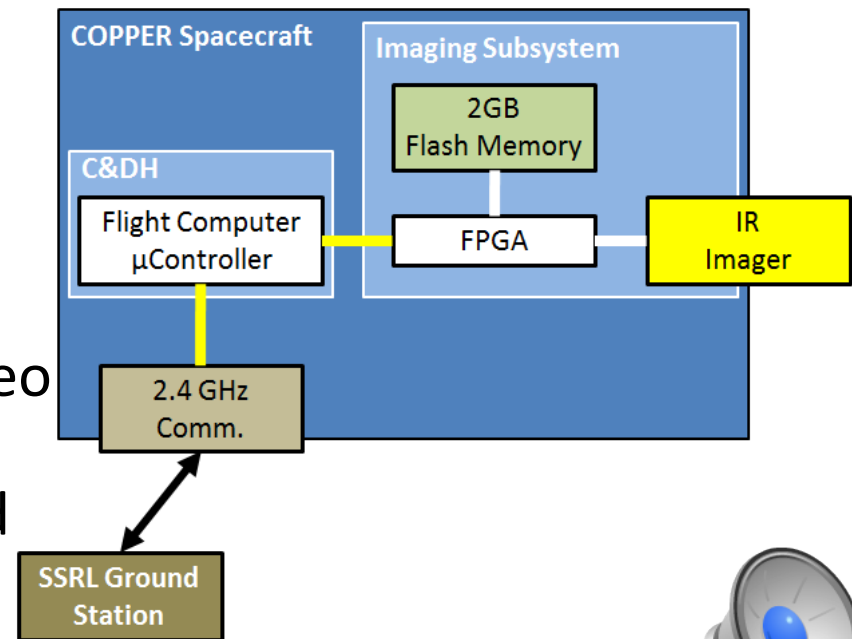 COPPER Spacecraft
Imaging Subsystem
2GB
Flash Memory
C&DH
Flight Computer
µController
FPGA
IR
Imager
2.4 GHz
Comm.
SSRL Ground
Station